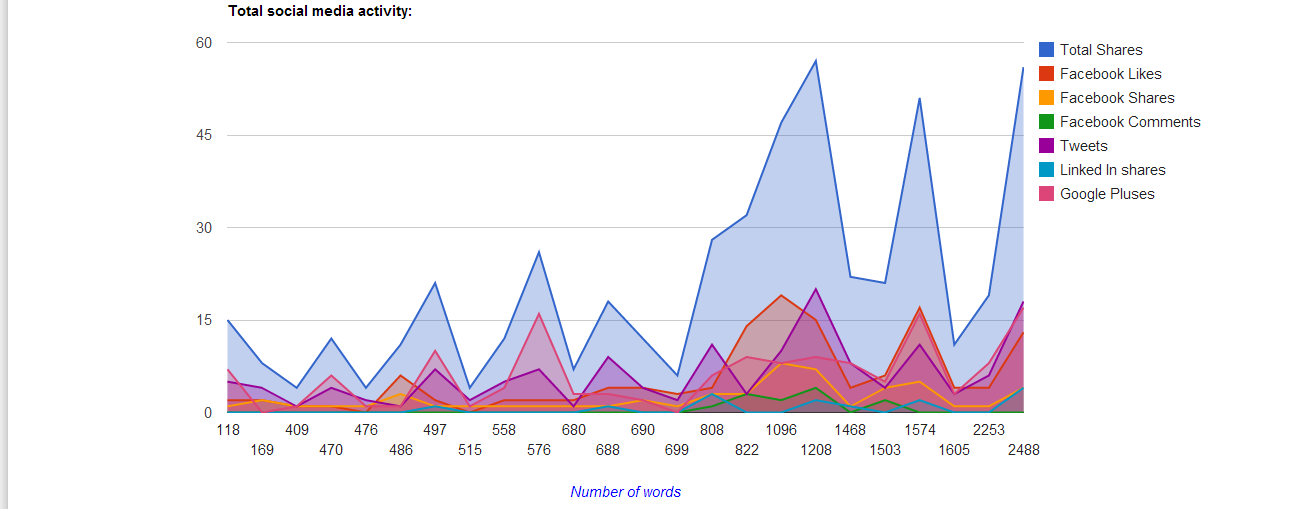 Total social media activity:
60
45
30
15
0
Total Shares
Facebook Likes
Facebook Shares
Facebook Comments
Tweets
Linked In shares
Google Pluses
118 409 476 497 558 680 690 808 1096 1468 1574 2253
169 470 486 515 576 688 699 822 1208 1503 1605 2488
Number of words